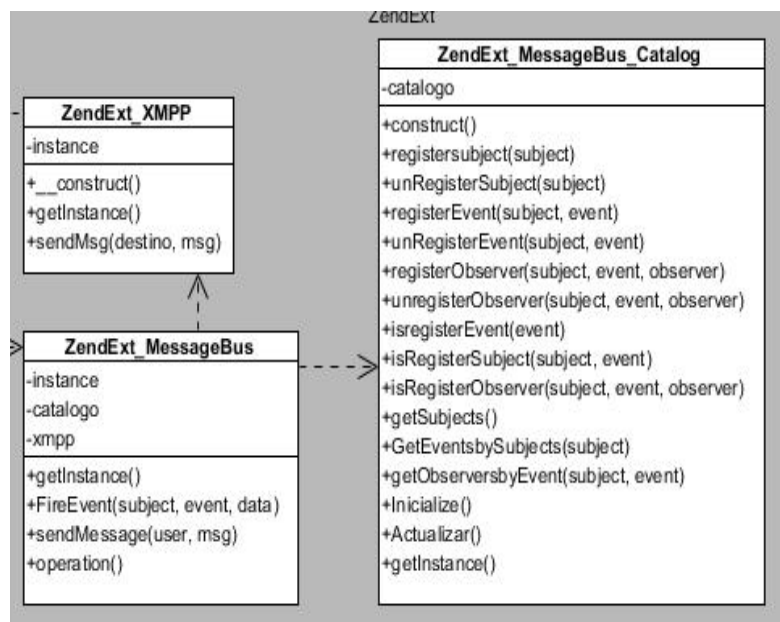 ZendExt
ZendExt_XMPP
-instance
+__construct()
+getInstance()
+sendMsg(destino, msg)
ZendExt_MessageBus
-instance
-catalogo
-xmpp
+getInstance()
+FireEvent(subject, event, data)
+sendMessage(user, msg)
+operation()
ZendExt_MessageBus_Catalog
-catalogo
+construct()
+registersubject(subject)
+unRegisterSubject(subject)
+registerEvent(subject, event)
+unRegisterEvent(subject, event)
+registerObserver(subject, event, observer)
+unregisterObserver(subject, event, observer)
+isregisterEvent(event)
+isRegisterSubject(subject, event)
+isRegisterObserver(subject, event, observer)
+getSubjects()
+GetEventsbySubjects(subject)
+getObserversbyEvent(subject, event)
+Inicialize()
+Actualizar()
+getInstance()